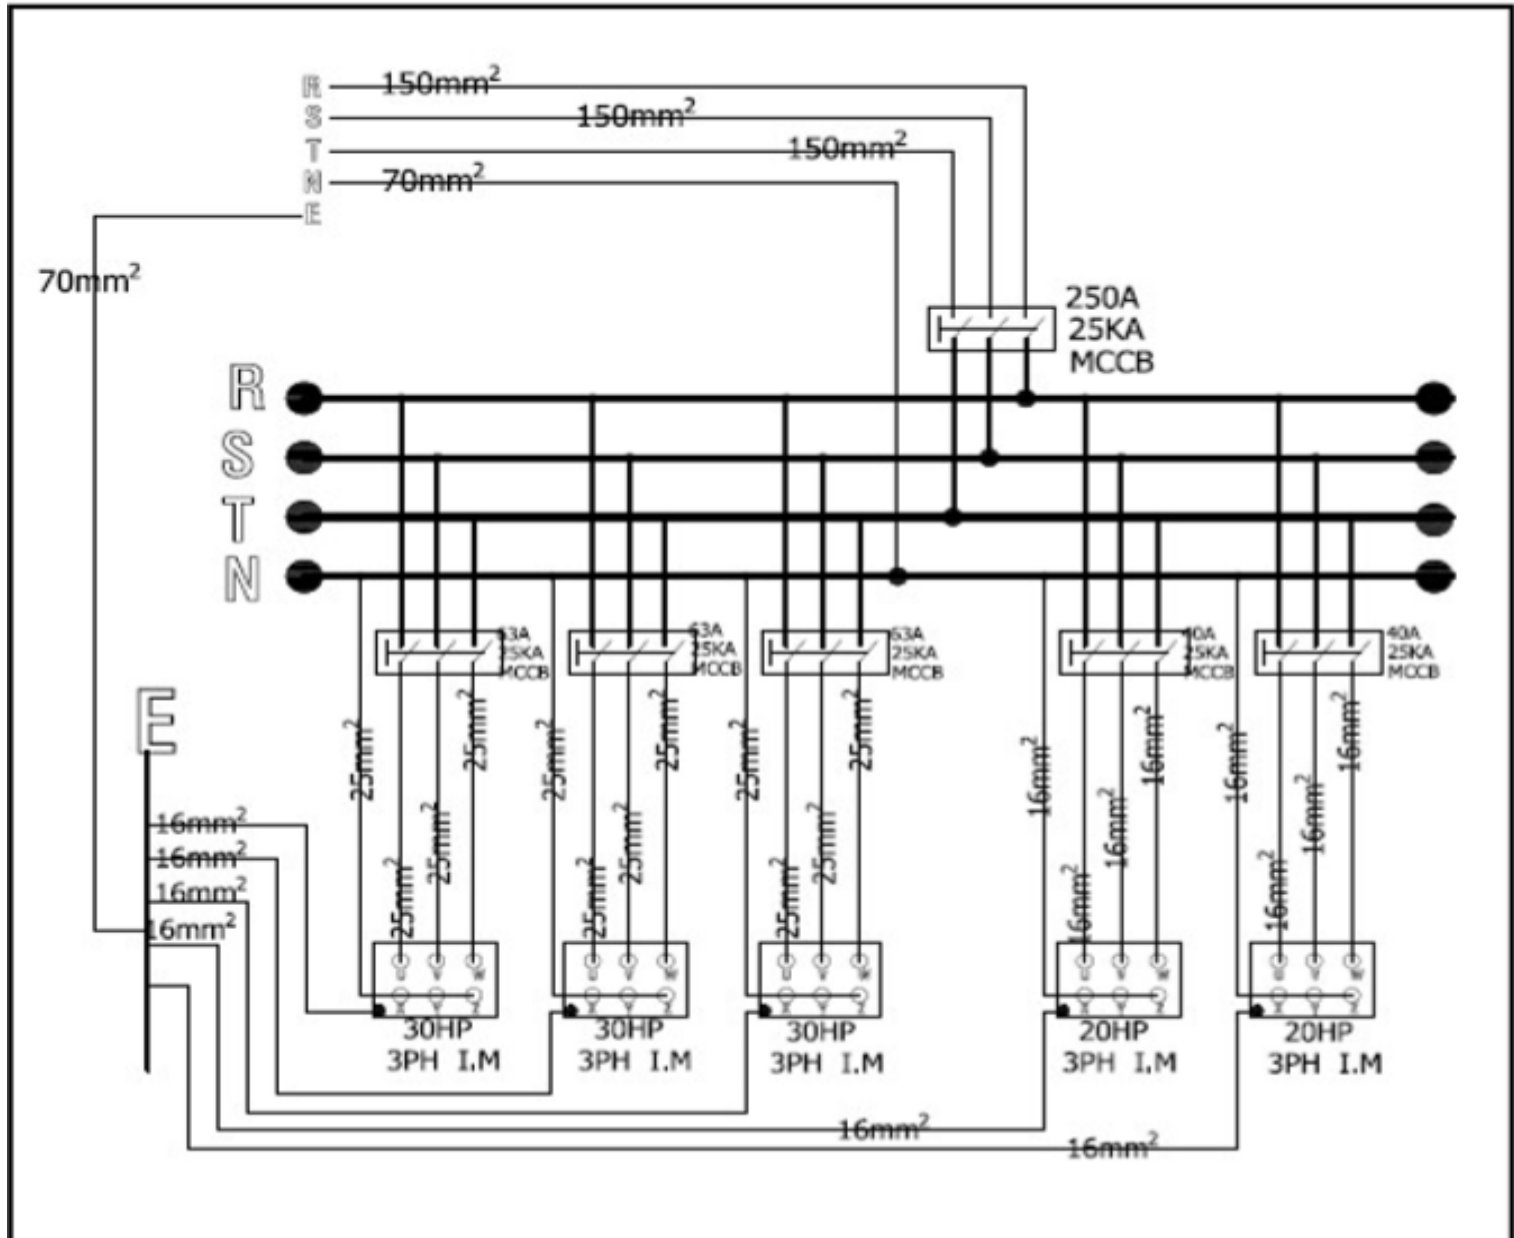 R 150mm²
S 150mm²
T 150mm²
N 70mm²
E
70mm²
250A
25KA
MCCB
R
S
T
N
63A
25KA
MCCB
63A
25KA
MCCB
63A
25KA
MCCB
40A
25KA
MCCB
40A
25KA
MCCB
E
25mm²
25mm²
25mm²
25mm²
25mm²
25mm²
25mm²
25mm²
25mm²
25mm²
25mm²
25mm²
16mm²
16mm²
16mm²
16mm²
16mm²
16mm²
16mm²
16mm²
16mm²
16mm²
16mm²
16mm²
30HP
3PH I.M
30HP
3PH I.M
30HP
3PH I.M
20HP
3PH I.M
20HP
3PH I.M
16mm²
16mm²